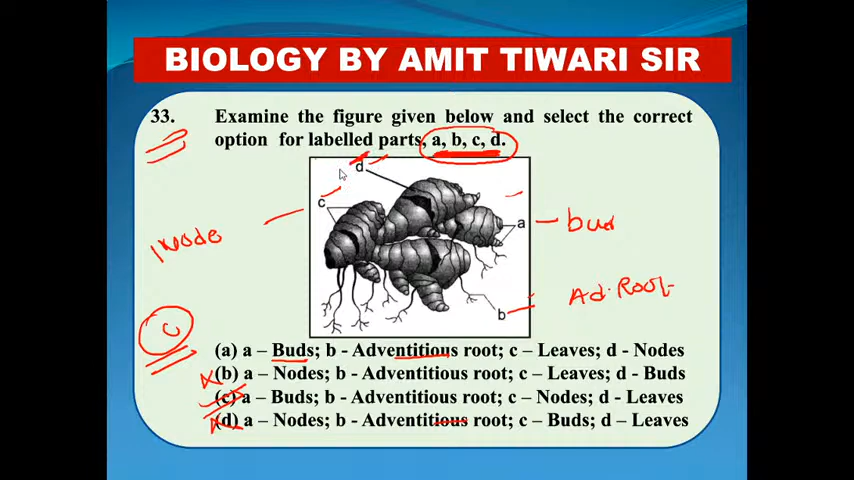 BIOLOGY BY AMIT TIWARI SIR
33. Examine the figure given below and select the correct
option for labelled parts, a, b, c, d.
d
c
a
bud
Node
b
Ad. Root
C
(a) a – Buds; b - Adventitious root; c – Leaves; d - Nodes
(b) a – Nodes; b - Adventitious root; c – Leaves; d - Buds
(c) a – Buds; b - Adventitious root; c – Nodes; d - Leaves
(d) a – Nodes; b - Adventitious root; c – Buds; d – Leaves